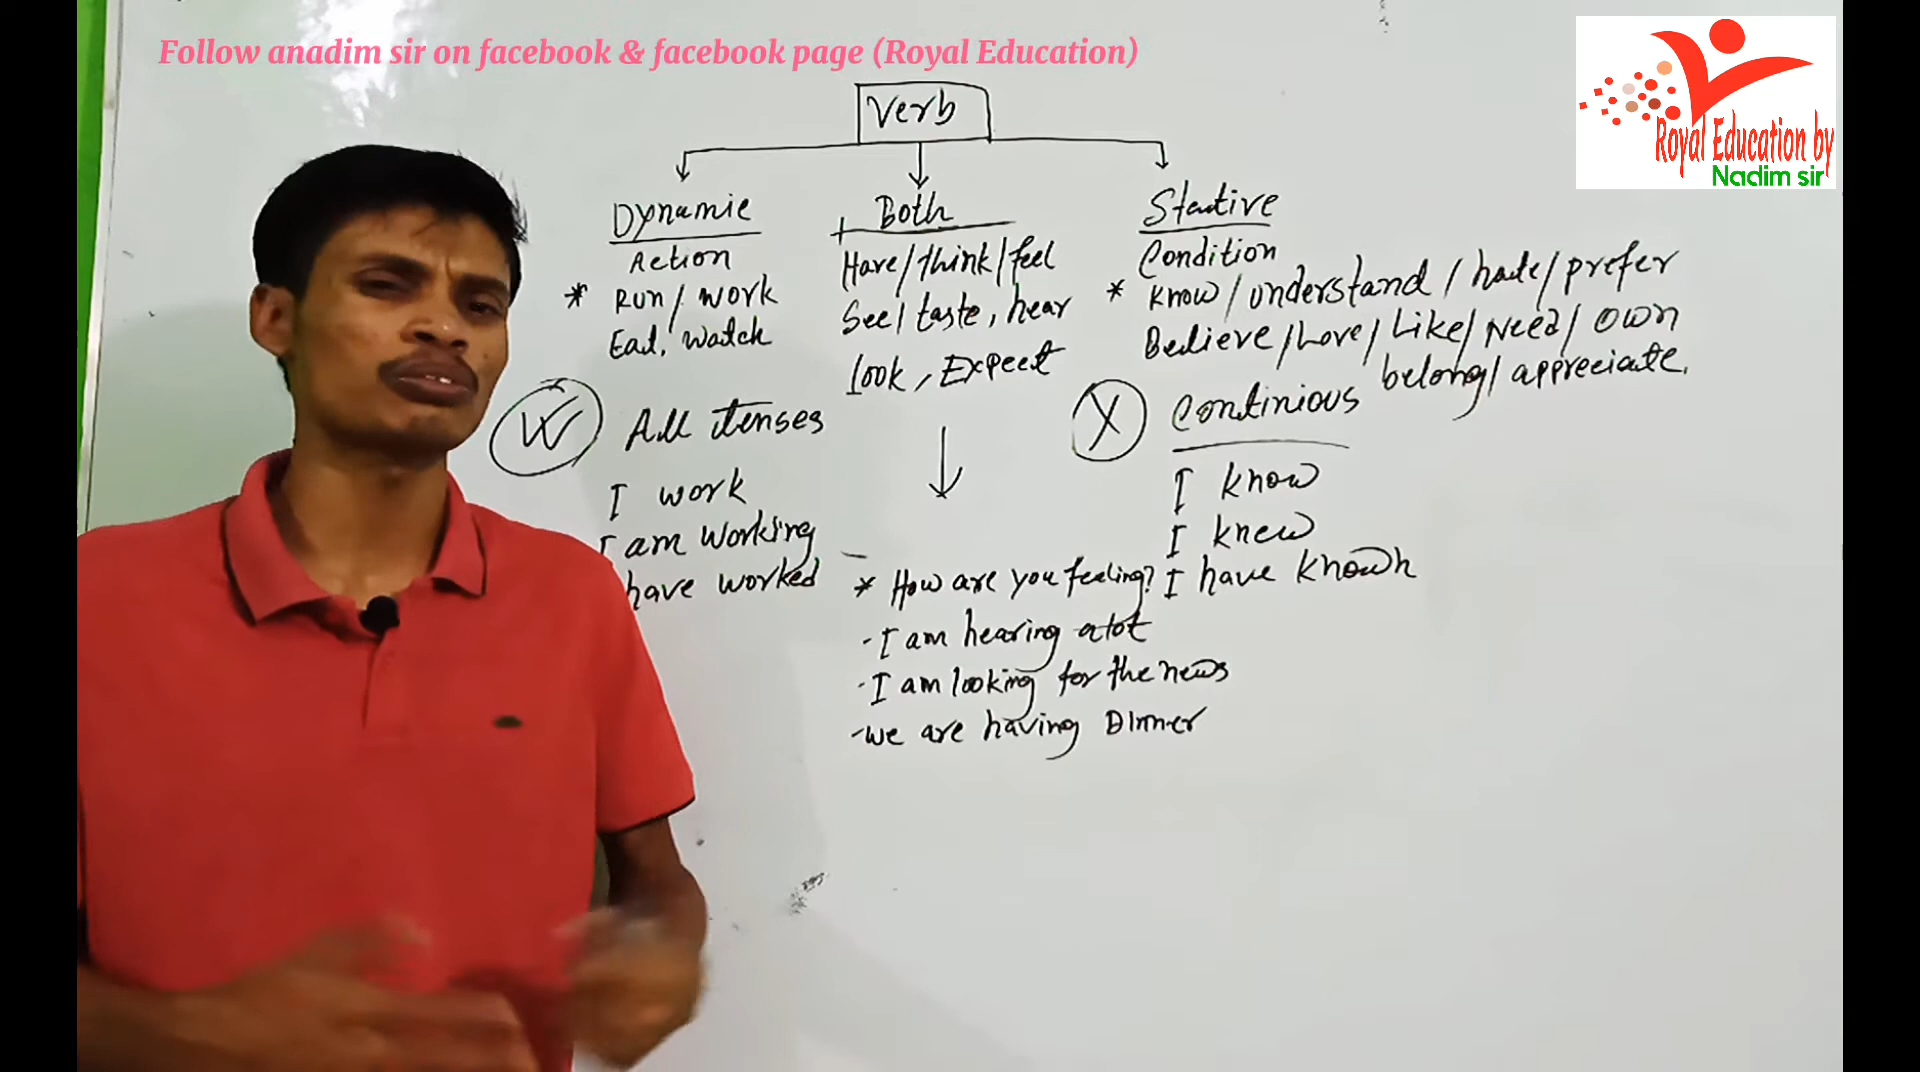 Follow anadim sir on facebook & facebook page (Royal Education)
Royal Education by
Nadim sir
Verb
Dynamic
Action
* Run / work
Eat, watch
All tenses
I work
I am working
have worked
Both
Have/think/feel
See/taste, hear
look, Expect
* How are you feeling?
- I am hearing alot
- I am looking for the news
- we are having Dinner
Stative
Condition
* know/understand/hate/prefer
Believe/Love/Like/Need/own
belong/appreciate.
X Continious
I know
I knew
I have known